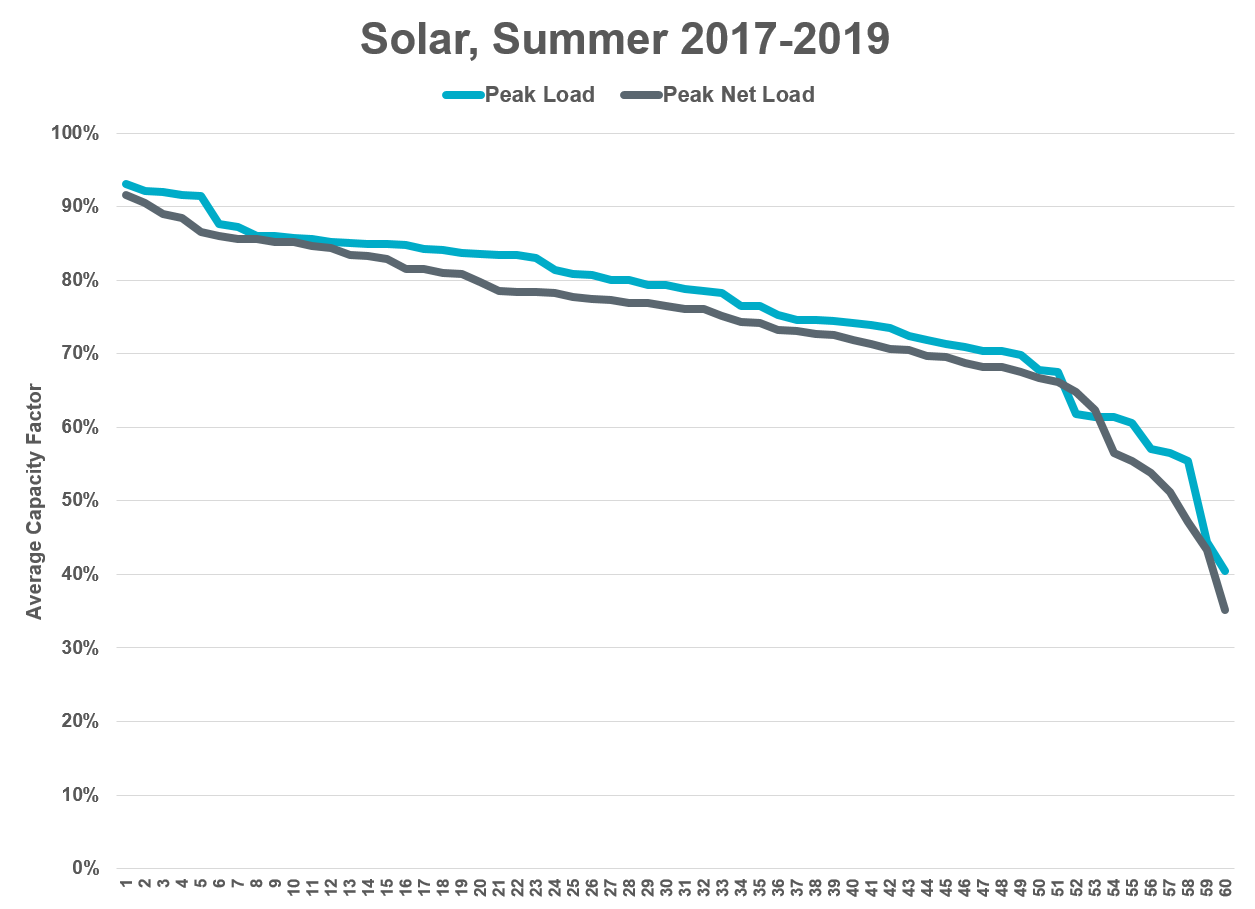 Solar, Summer 2017-2019
Peak Load Peak Net Load
100%
90%
80%
70%
60%
50%
40%
30%
20%
10%
0%
Average Capacity Factor
1 2 3 4 5 6 7 8 9 10 11 12 13 14 15 16 17 18 19 20 21 22 23 24 25 26 27 28 29 30 31 32 33 34 35 36 37 38 39 40 41 42 43 44 45 46 47 48 49 50 51 52 53 54 55 56 57 58 59 60